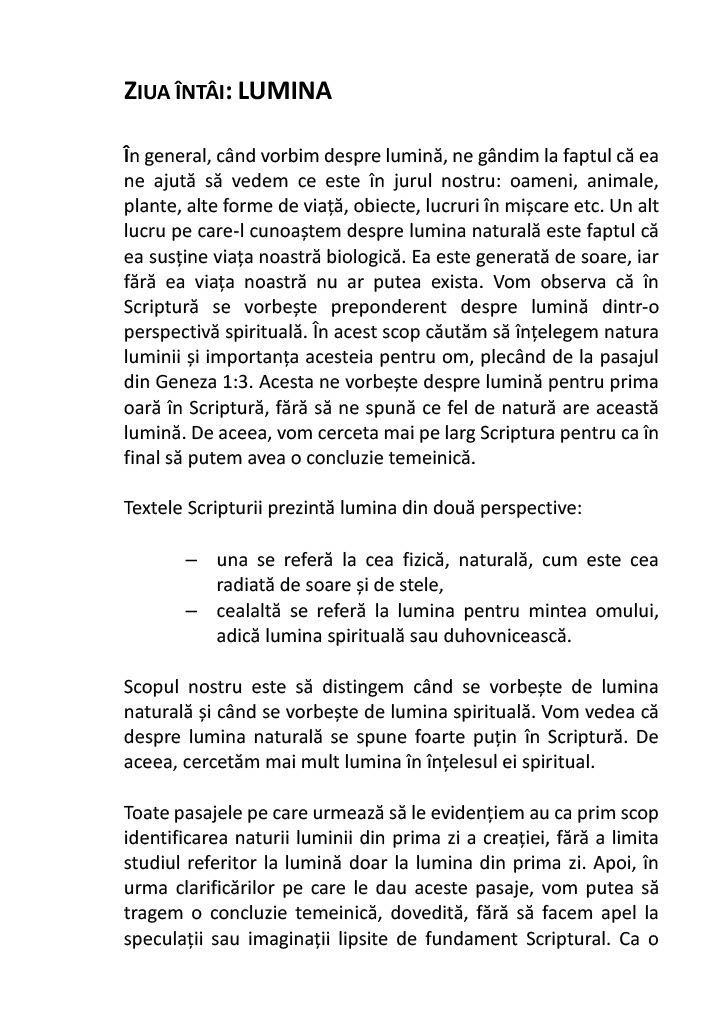 ZIUA ÎNTÂI: LUMINA
În general, când vorbim despre lumină, ne gândim la faptul că ea
ne ajută să vedem ce este în jurul nostru: oameni, animale,
plante, alte forme de viață, obiecte, lucruri în mișcare etc. Un alt
lucru pe care-l cunoaștem despre lumina naturală este faptul că
ea susține viața noastră biologică. Ea este generată de soare, iar
fără ea viața noastră nu ar putea exista. Vom observa că în
Scriptură se vorbește preponderent despre lumină dintr-o
perspectivă spirituală. În acest scop căutăm să înțelegem natura
luminii și importanța acesteia pentru om, plecând de la pasajul
din Geneza 1:3. Acesta ne vorbește despre lumină pentru prima
oară în Scriptură, fără să ne spună ce fel de natură are această
lumină. De aceea, vom cerceta mai pe larg Scriptura pentru ca în
final să putem avea o concluzie temeinică.
Textele Scripturii prezintă lumina din două perspective:
– una se referă la cea fizică, naturală, cum este cea
radiată de soare și de stele,
– cealaltă se referă la lumina pentru mintea omului,
adică lumina spirituală sau duhovnicească.
Scopul nostru este să distingem când se vorbește de lumina
naturală și când se vorbește de lumina spirituală. Vom vedea că
despre lumina naturală se spune foarte puțin în Scriptură. De
aceea, cercetăm mai mult lumina în înțelesul ei spiritual.
Toate pasajele pe care urmează să le evidențiem au ca prim scop
identificarea naturii luminii din prima zi a creației, fără a limita
studiul referitor la lumină doar la lumina din prima zi. Apoi, în
urma clarificărilor pe care le dau aceste pasaje, vom putea să
tragem o concluzie temeinică, dovedită, fără să facem apel la
speculații sau imaginații lipsite de fundament Scriptural. Ca o